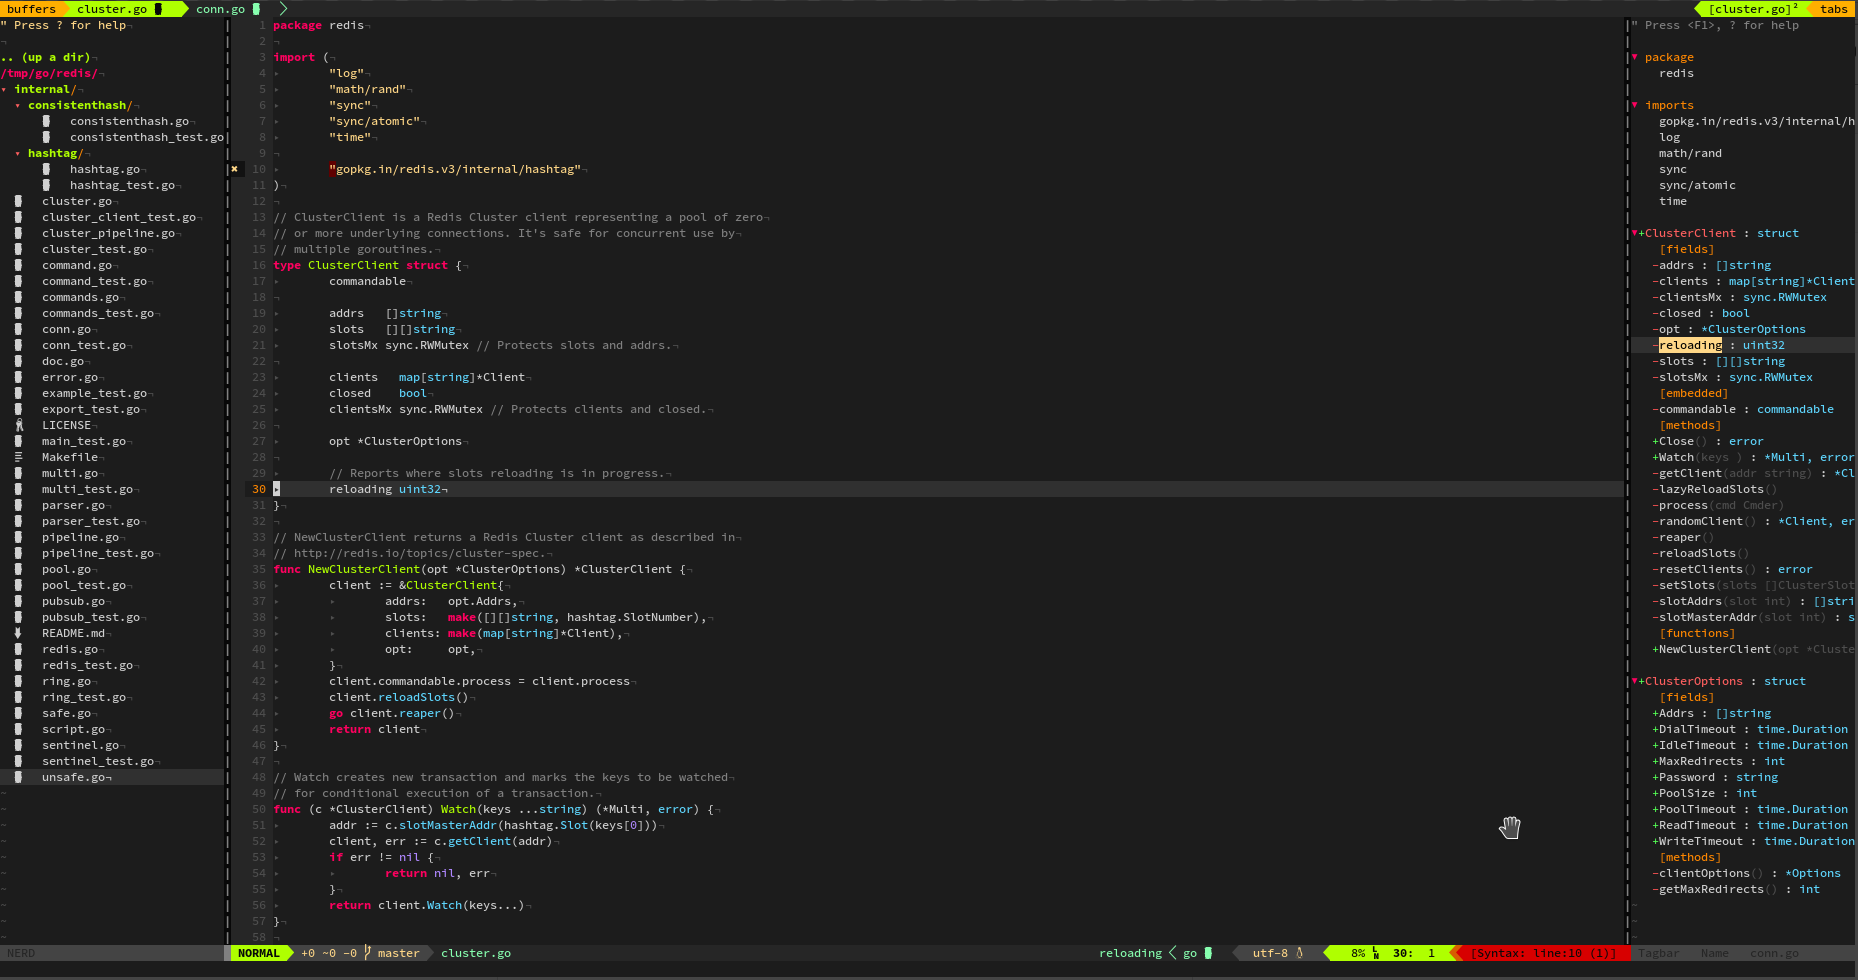 buffers cluster.go conn.go
[cluster.go]² tabs
" Press ? for help
.. (up a dir)
/tmp/go/redis/
internal/
consistenthash/
consistenthash.go
consistenthash_test.go
hashtag/
hashtag.go
hashtag_test.go
cluster.go
cluster_client_test.go
cluster_pipeline.go
cluster_test.go
command.go
command_test.go
commands.go
commands_test.go
conn.go
conn_test.go
doc.go
error.go
example_test.go
export_test.go
LICENSE
main_test.go
Makefile
multi.go
multi_test.go
parser.go
parser_test.go
pipeline.go
pipeline_test.go
pool.go
pool_test.go
pubsub.go
pubsub_test.go
README.md
redis.go
redis_test.go
ring.go
ring_test.go
safe.go
script.go
sentinel.go
sentinel_test.go
unsafe.go
NERD
1 package redis
2
3 import (
4 "log"
5 "math/rand"
6 "sync"
7 "sync/atomic"
8 "time"
9
10 "gopkg.in/redis.v3/internal/hashtag"
11 )
12
13 // ClusterClient is a Redis Cluster client representing a pool of zero
14 // or more underlying connections. It's safe for concurrent use by
15 // multiple goroutines.
16 type ClusterClient struct {
17 commandable
18
19 addrs []string
20 slots [][]string
21 slotsMx sync.RWMutex // Protects slots and addrs.
22
23 clients map[string]*Client
24 closed bool
25 clientsMx sync.RWMutex // Protects clients and closed.
26
27 opt *ClusterOptions
28
29 // Reports where slots reloading is in progress.
30 reloading uint32
31 }
32
33 // NewClusterClient returns a Redis Cluster client as described in
34 // http://redis.io/topics/cluster-spec.
35 func NewClusterClient(opt *ClusterOptions) *ClusterClient {
36 client := &ClusterClient{
37 addrs: opt.Addrs,
38 slots: make([][]string, hashtag.SlotNumber),
39 clients: make(map[string]*Client),
40 opt: opt,
41 }
42 client.commandable.process = client.process
43 client.reloadSlots()
44 go client.reaper()
45 return client
46 }
47
48 // Watch creates new transaction and marks the keys to be watched
49 // for conditional execution of a transaction.
50 func (c *ClusterClient) Watch(keys ...string) (*Multi, error) {
51 addr := c.slotMasterAddr(hashtag.Slot(keys[0]))
52 client, err := c.getClient(addr)
53 if err != nil {
54 return nil, err
55 }
56 return client.Watch(keys...)
57 }
58
NORMAL +0 ~0 -0 master cluster.go
reloading go utf-8 8% 30: 1 [Syntax: line:10 (1)]
" Press <F1>, ? for help
package
redis
imports
gopkg.in/redis.v3/internal/h
log
math/rand
sync
sync/atomic
time
+ClusterClient : struct
[fields]
-addrs : []string
-clients : map[string]*Client
-clientsMx : sync.RWMutex
-closed : bool
-opt : *ClusterOptions
-reloading : uint32
-slots : [][]string
-slotsMx : sync.RWMutex
[embedded]
-commandable : commandable
[methods]
+Close() : error
+Watch(keys ) : *Multi, error
-getClient(addr string) : *Cl
-lazyReloadSlots()
-process(cmd Cmder)
-randomClient() : *Client, er
-reaper()
-reloadSlots()
-resetClients() : error
-setSlots(slots []ClusterSlot
-slotAddrs(slot int) : []stri
-slotMasterAddr(slot int) : s
[functions]
+NewClusterClient(opt *Cluste
+ClusterOptions : struct
[fields]
+Addrs : []string
+DialTimeout : time.Duration
+IdleTimeout : time.Duration
+MaxRedirects : int
+Password : string
+PoolSize : int
+PoolTimeout : time.Duration
+ReadTimeout : time.Duration
+WriteTimeout : time.Duration
[methods]
-clientOptions() : *Options
-getMaxRedirects() : int
Tagbar Name conn.go